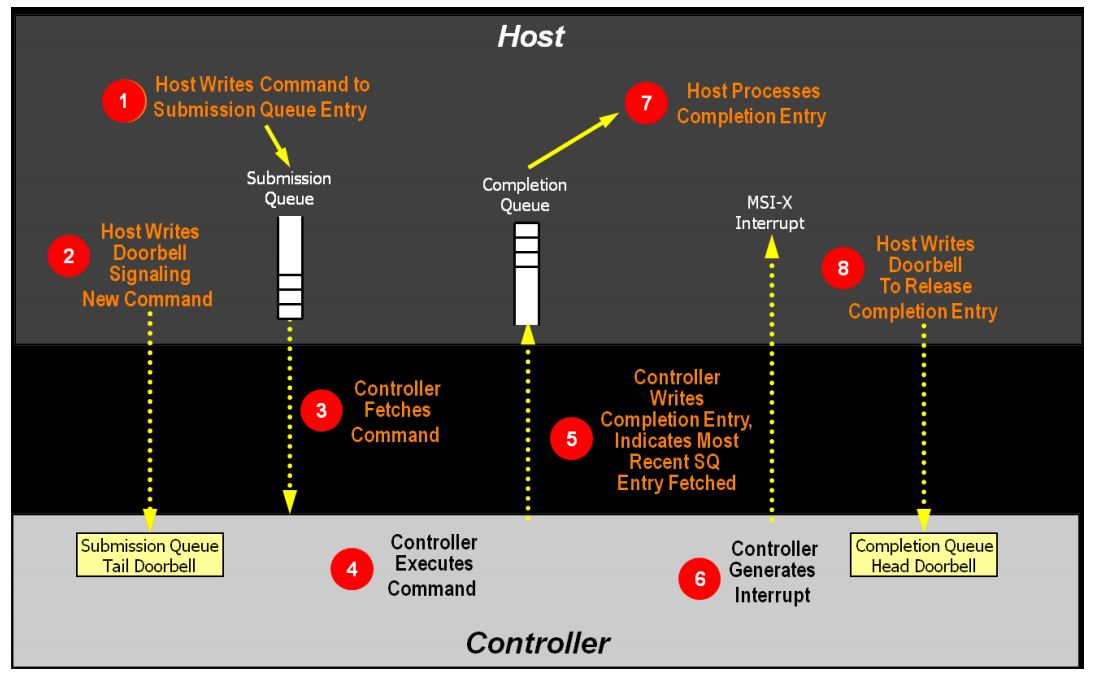 Host
1
Host Writes Command to
Submission Queue Entry
7
Host Processes
Completion Entry
Submission
Queue
Completion
Queue
MSI-X
Interrupt
2
Host Writes
Doorbell
Signaling
New Command
8
Host Writes
Doorbell
To Release
Completion Entry
3
Controller
Fetches
Command
5
Controller
Writes
Completion Entry,
Indicates Most
Recent SQ
Entry Fetched
Submission Queue
Tail Doorbell
4
Controller
Executes
Command
6
Controller
Generates
Interrupt
Completion Queue
Head Doorbell
Controller